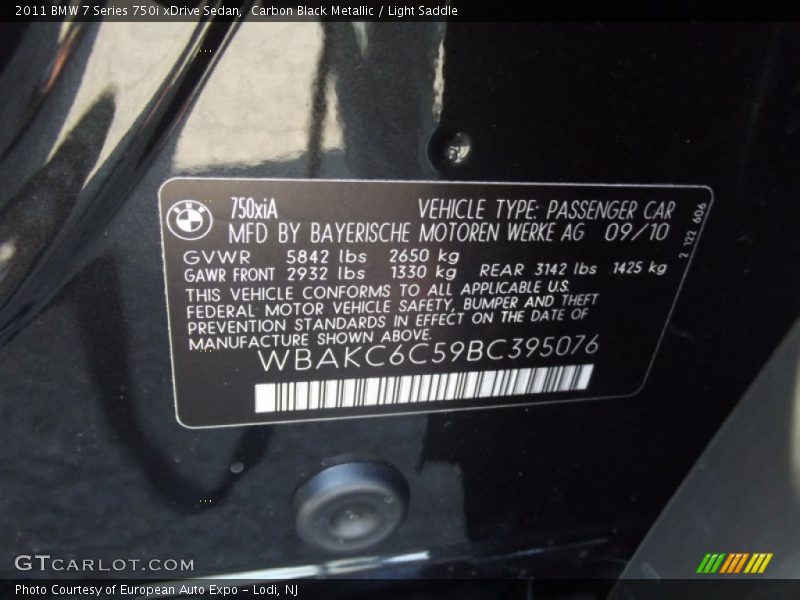 2011 BMW 7 Series 750i xDrive Sedan, Carbon Black Metallic / Light Saddle
BMW
750xiA VEHICLE TYPE: PASSENGER CAR
MFD BY BAYERISCHE MOTOREN WERKE AG 09/10
GVWR 5842 lbs 2650 kg
GAWR FRONT 2932 lbs 1330 kg REAR 3142 lbs 1425 kg
THIS VEHICLE CONFORMS TO ALL APPLICABLE U.S.
FEDERAL MOTOR VEHICLE SAFETY, BUMPER AND THEFT
PREVENTION STANDARDS IN EFFECT ON THE DATE OF
MANUFACTURE SHOWN ABOVE.
WBAKC6C59BC395076
2 122 606
GTCARLOT.COM
Photo Courtesy of European Auto Expo - Lodi, NJ